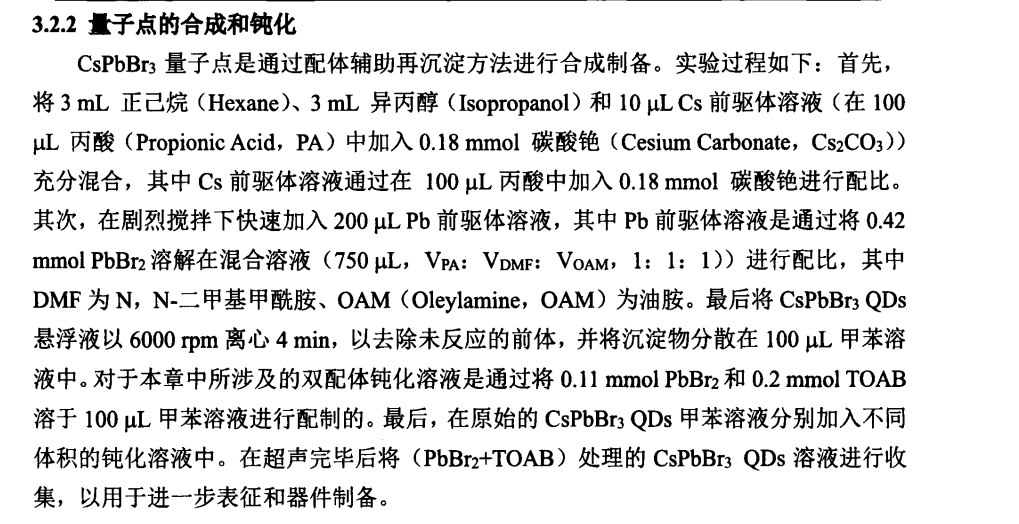 3.2.2 量子点的合成和钝化
CsPbBr3 量子点是通过配体辅助再沉淀方法进行合成制备。实验过程如下：首先，
将 3 mL 正己烷（Hexane）、3 mL 异丙醇（Isopropanol）和 10 μL Cs 前驱体溶液（在 100
μL 丙酸（Propionic Acid，PA）中加入 0.18 mmol 碳酸铯（Cesium Carbonate，Cs2CO3））
充分混合，其中 Cs 前驱体溶液通过在 100 μL 丙酸中加入 0.18 mmol 碳酸铯进行配比。
其次，在剧烈搅拌下快速加入 200 μL Pb 前驱体溶液，其中 Pb 前驱体溶液是通过将 0.42
mmol PbBr2 溶解在混合溶液（750 μL，VPA：VDMF：VOAM，1：1：1））进行配比，其中
DMF 为 N，N-二甲基甲酰胺、OAM（Oleylamine，OAM）为油胺。最后将 CsPbBr3 QDs
悬浮液以 6000 rpm 离心 4 min，以去除未反应的前体，并将沉淀物分散在 100 μL 甲苯溶
液中。对于本章中所涉及的双配体钝化溶液是通过将 0.11 mmol PbBr2 和 0.2 mmol TOAB
溶于 100 μL 甲苯溶液进行配制的。最后，在原始的 CsPbBr3 QDs 甲苯溶液分别加入不同
体积的钝化溶液中。在超声完毕后将（PbBr2+TOAB）处理的 CsPbBr3 QDs 溶液进行收
集，以用于进一步表征和器件制备。